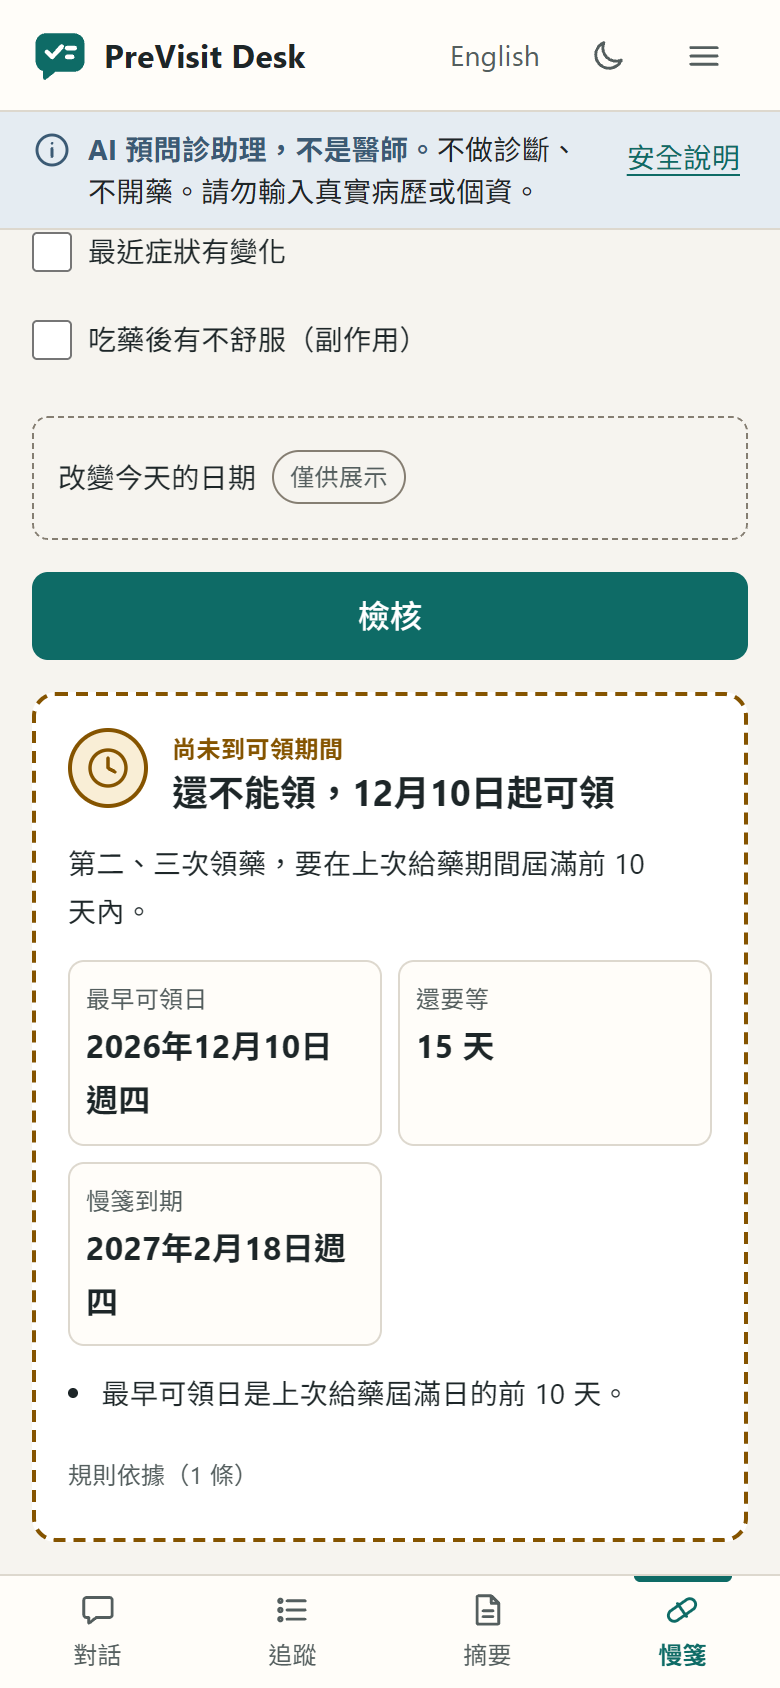 PreVisit Desk
English
AI 預問診助理，不是醫師。不做診斷、
不開藥。請勿輸入真實病歷或個資。
安全說明
最近症狀有變化
吃藥後有不舒服（副作用）
改變今天的日期
僅供展示
檢核
尚未到可領期間
還不能領，12月10日起可領
第二、三次領藥，要在上次給藥期間屆滿前 10
天內。
最早可領日
2026年12月10日
週四
還要等
15 天
慢箋到期
2027年2月18日週
四
最早可領日是上次給藥屆滿日的前 10 天。
規則依據（1 條）
對話
追蹤
摘要
慢箋